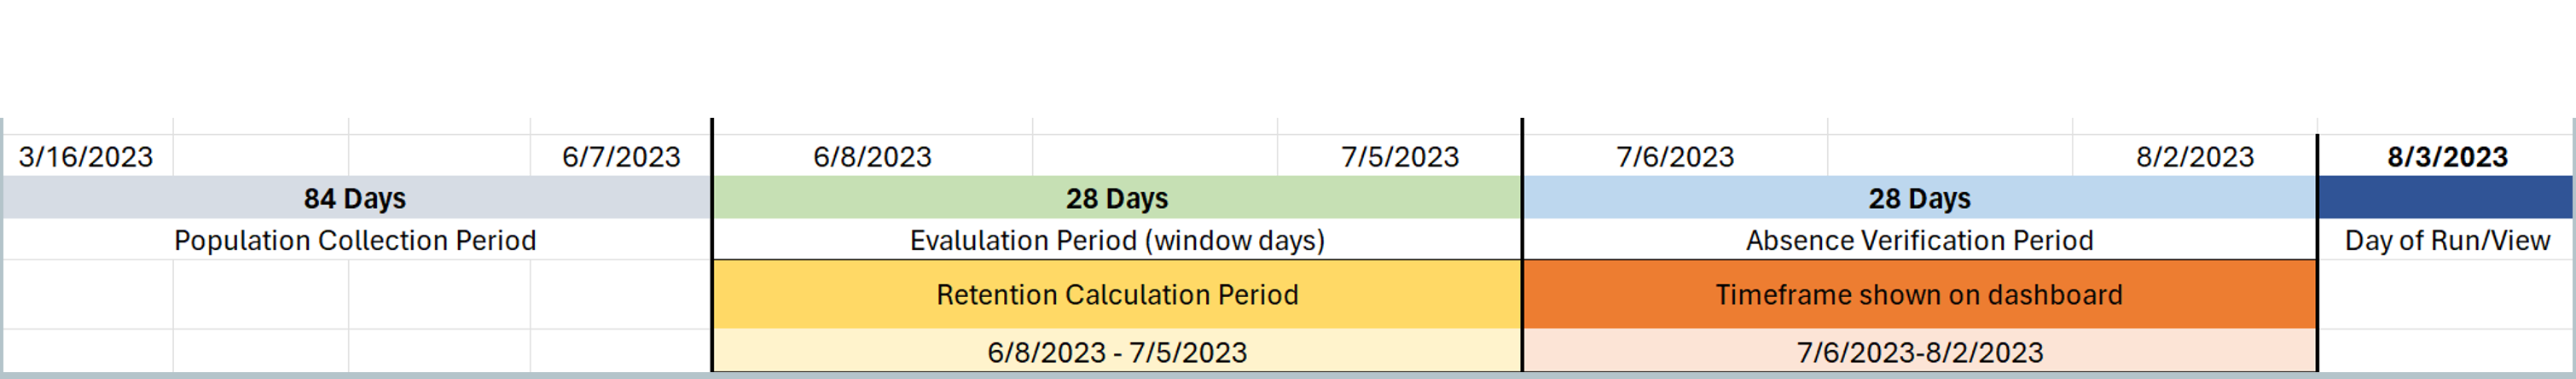 3/16/2023 6/7/2023 6/8/2023 7/5/2023 7/6/2023 8/2/2023 8/3/2023
84 Days 28 Days 28 Days
Population Collection Period Evalulation Period (window days) Absence Verification Period Day of Run/View
Retention Calculation Period Timeframe shown on dashboard
6/8/2023 - 7/5/2023 7/6/2023-8/2/2023